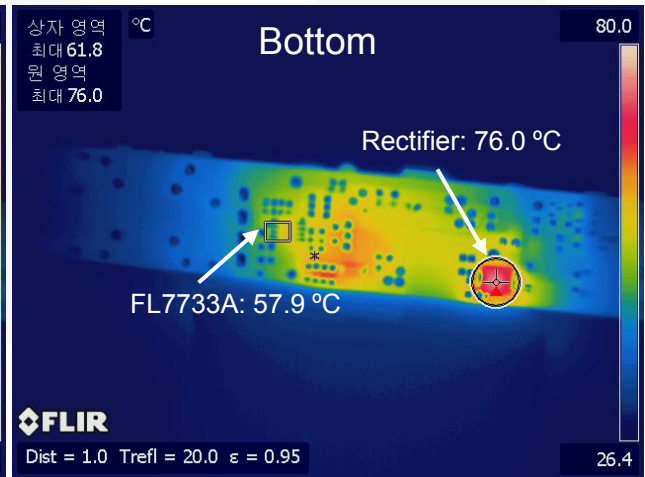 상자 영역 °C
최대 61.8
원 영역
최대 76.0
Bottom
80.0
Rectifier: 76.0 ºC
FL7733A: 57.9 ºC
FLIR
Dist = 1.0 Trefl = 20.0 ε = 0.95
26.4